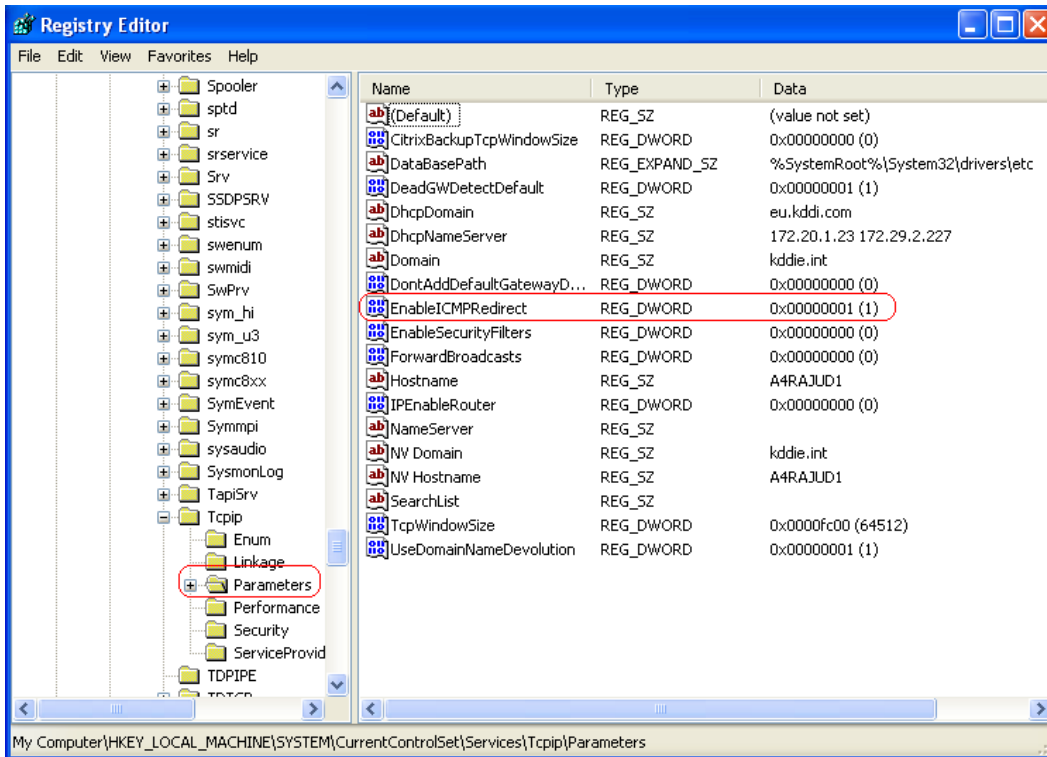 Registry Editor
File Edit View Favorites Help
Spooler
sptd
sr
srservice
Srv
SSDPSRV
stisvc
swenum
swmidi
SwPrv
sym_hi
sym_u3
symc810
symc8xx
SymEvent
Symmpi
sysaudio
SysmonLog
TapiSrv
Tcpip
Enum
Linkage
Parameters
Performance
Security
ServiceProvid
TDPIPE
Name Type Data
(Default) REG_SZ (value not set)
CitrixBackupTcpWindowSize REG_DWORD 0x00000000 (0)
DataBasePath REG_EXPAND_SZ %SystemRoot%\System32\drivers\etc
DeadGWDetectDefault REG_DWORD 0x00000001 (1)
DhcpDomain REG_SZ eu.kddi.com
DhcpNameServer REG_SZ 172.20.1.23 172.29.2.227
Domain REG_SZ kddie.int
DontAddDefaultGatewayD... REG_DWORD 0x00000000 (0)
EnableICMPRedirect REG_DWORD 0x00000001 (1)
EnableSecurityFilters REG_DWORD 0x00000000 (0)
ForwardBroadcasts REG_DWORD 0x00000000 (0)
Hostname REG_SZ A4RAJUD1
IPEnableRouter REG_DWORD 0x00000000 (0)
NameServer REG_SZ
NV Domain REG_SZ kddie.int
NV Hostname REG_SZ A4RAJUD1
SearchList REG_SZ
TcpWindowSize REG_DWORD 0x0000fc00 (64512)
UseDomainNameDevolution REG_DWORD 0x00000001 (1)
My Computer\HKEY_LOCAL_MACHINE\SYSTEM\CurrentControlSet\Services\Tcpip\Parameters